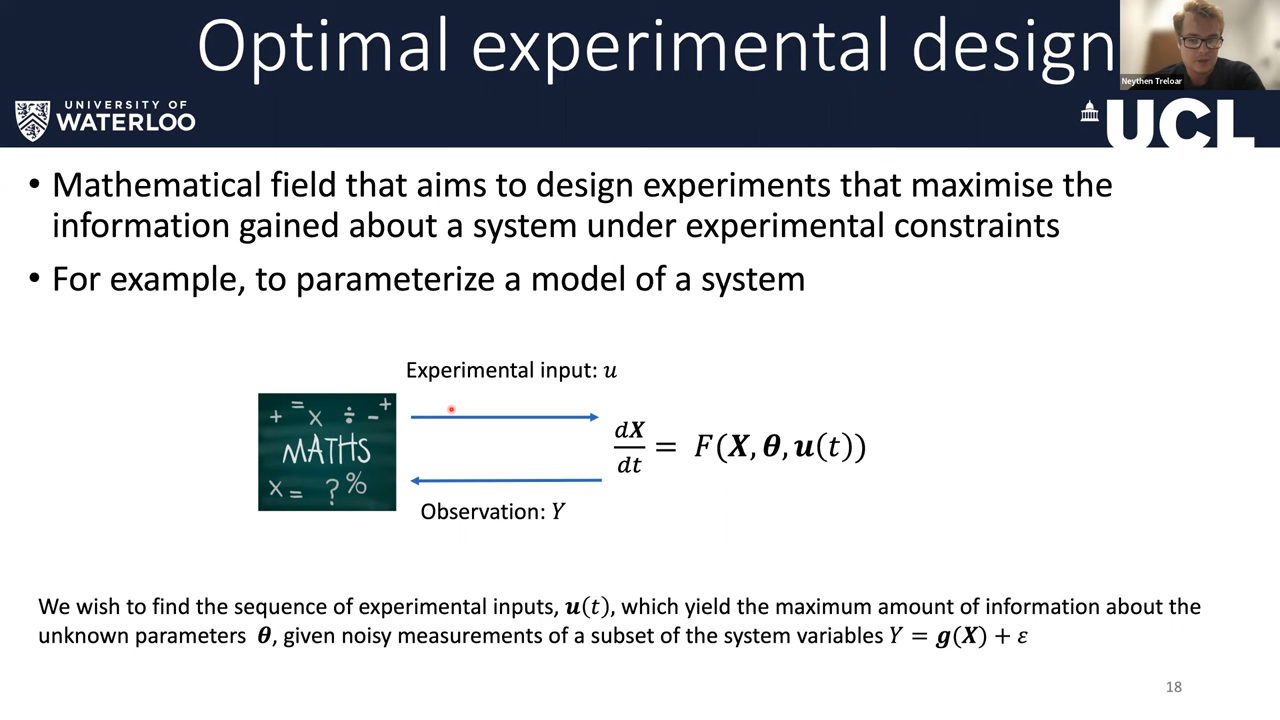 Optimal experimental design
Neythen Treloar
UNIVERSITY OF
WATERLOO
UCL
• Mathematical field that aims to design experiments that maximise the
information gained about a system under experimental constraints
• For example, to parameterize a model of a system
Experimental input: u
+ = x ÷ - +
MATHS
x = ? %
dX/dt = F(X, θ, u(t))
Observation: Y
We wish to find the sequence of experimental inputs, u(t), which yield the maximum amount of information about the
unknown parameters θ, given noisy measurements of a subset of the system variables Y = g(X) + ε
18